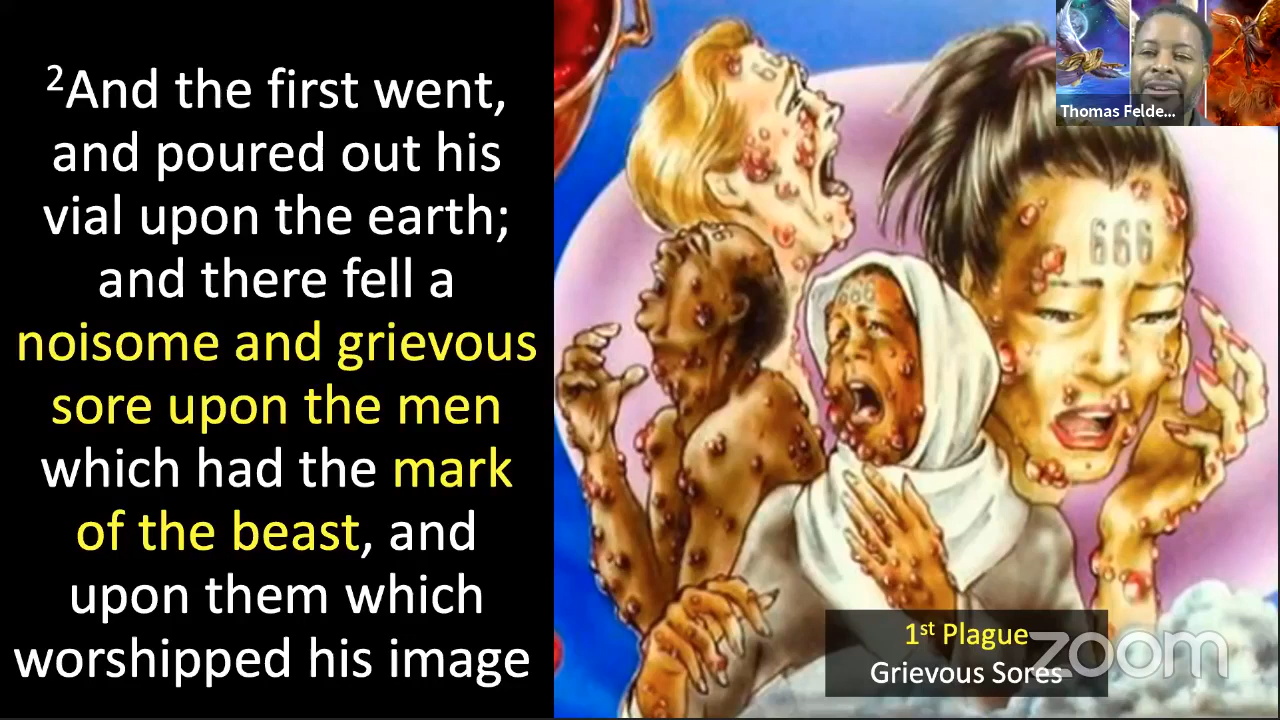 ²And the first went,
and poured out his
vial upon the earth;
and there fell a
noisome and grievous
sore upon the men
which had the mark
of the beast, and
upon them which
worshipped his image
Thomas Felde...
666
666
1st Plague
Grievous Sores
zoom